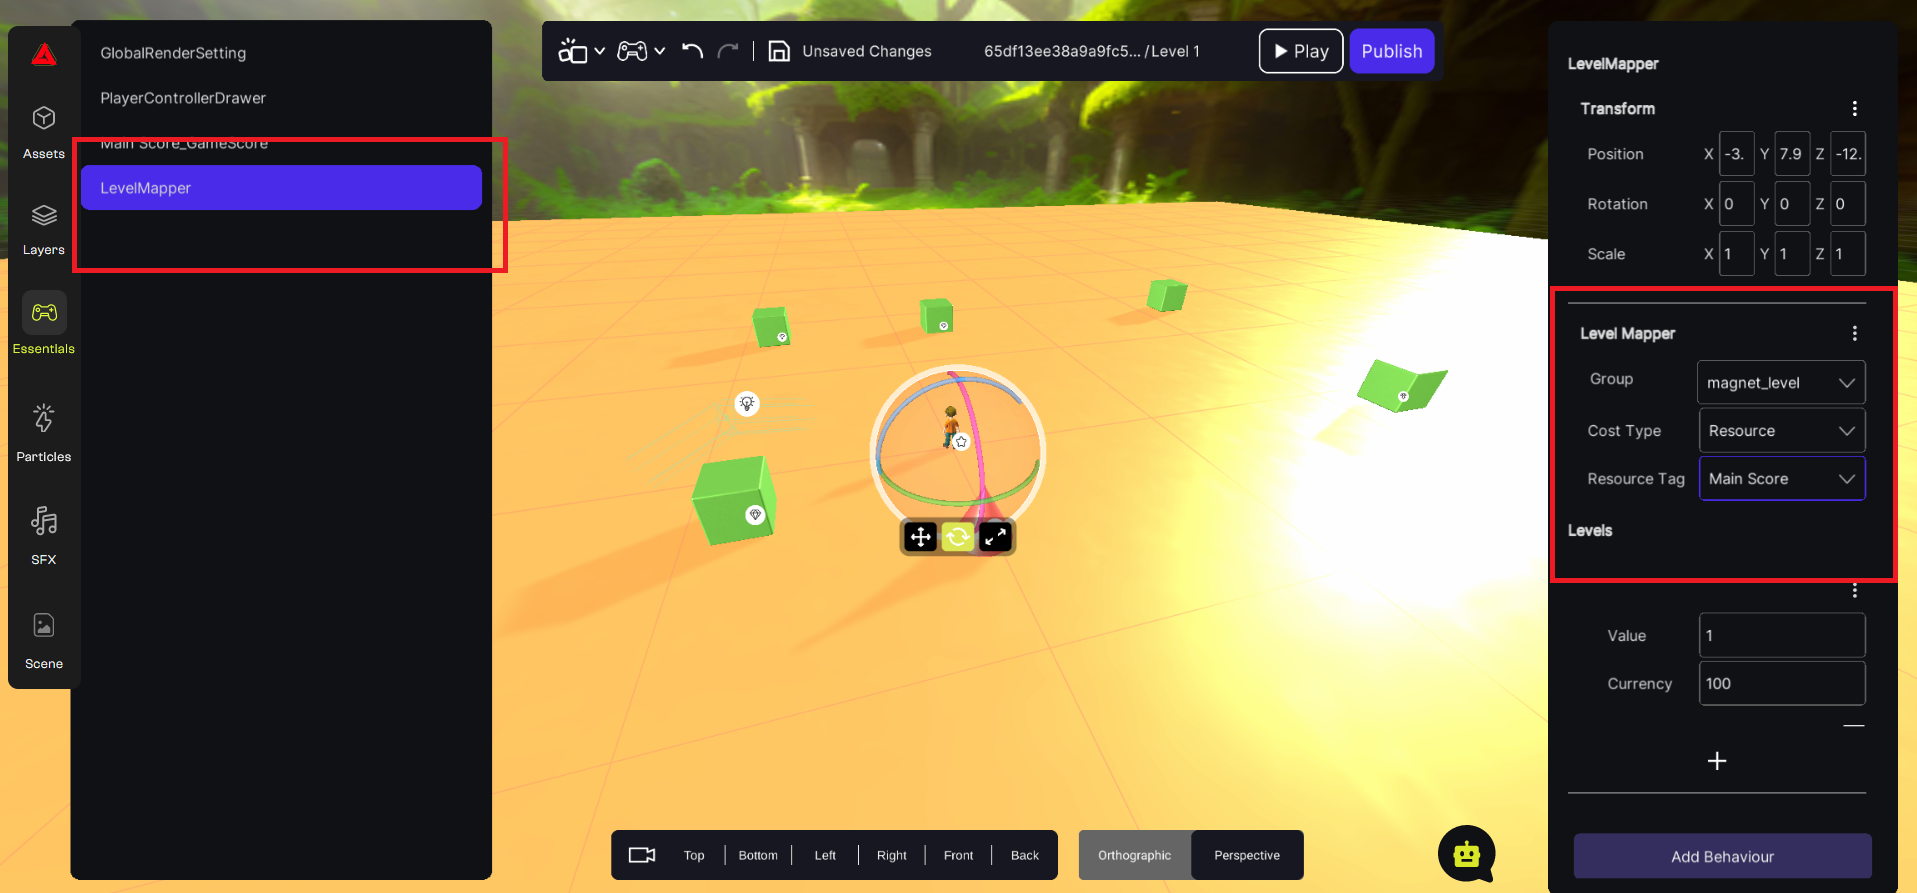 Assets
Layers
Essentials
Particles
SFX
Scene
GlobalRenderSetting
PlayerControllerDrawer
Main Score_GameScore
LevelMapper
Unsaved Changes
65df13ee38a9a9fc5... / Level 1
Play
Publish
Top
Bottom
Left
Right
Front
Back
Orthographic
Perspective
LevelMapper
Transform
Position X -3. Y 7.9 Z -12.
Rotation X 0 Y 0 Z 0
Scale X 1 Y 1 Z 1
Level Mapper
Group magnet_level
Cost Type Resource
Resource Tag Main Score
Levels
Value 1
Currency 100
Add Behaviour